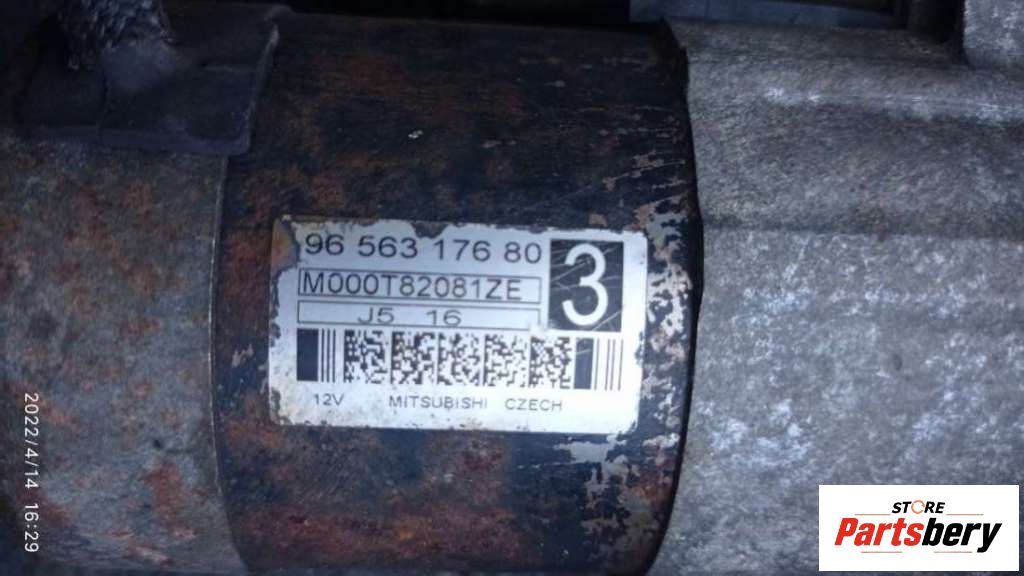 96 563 176 80
3
M000T82081ZE
J5 16
12V MITSUBISHI CZECH
2022/4/14 16:29
STORE
Partsbery